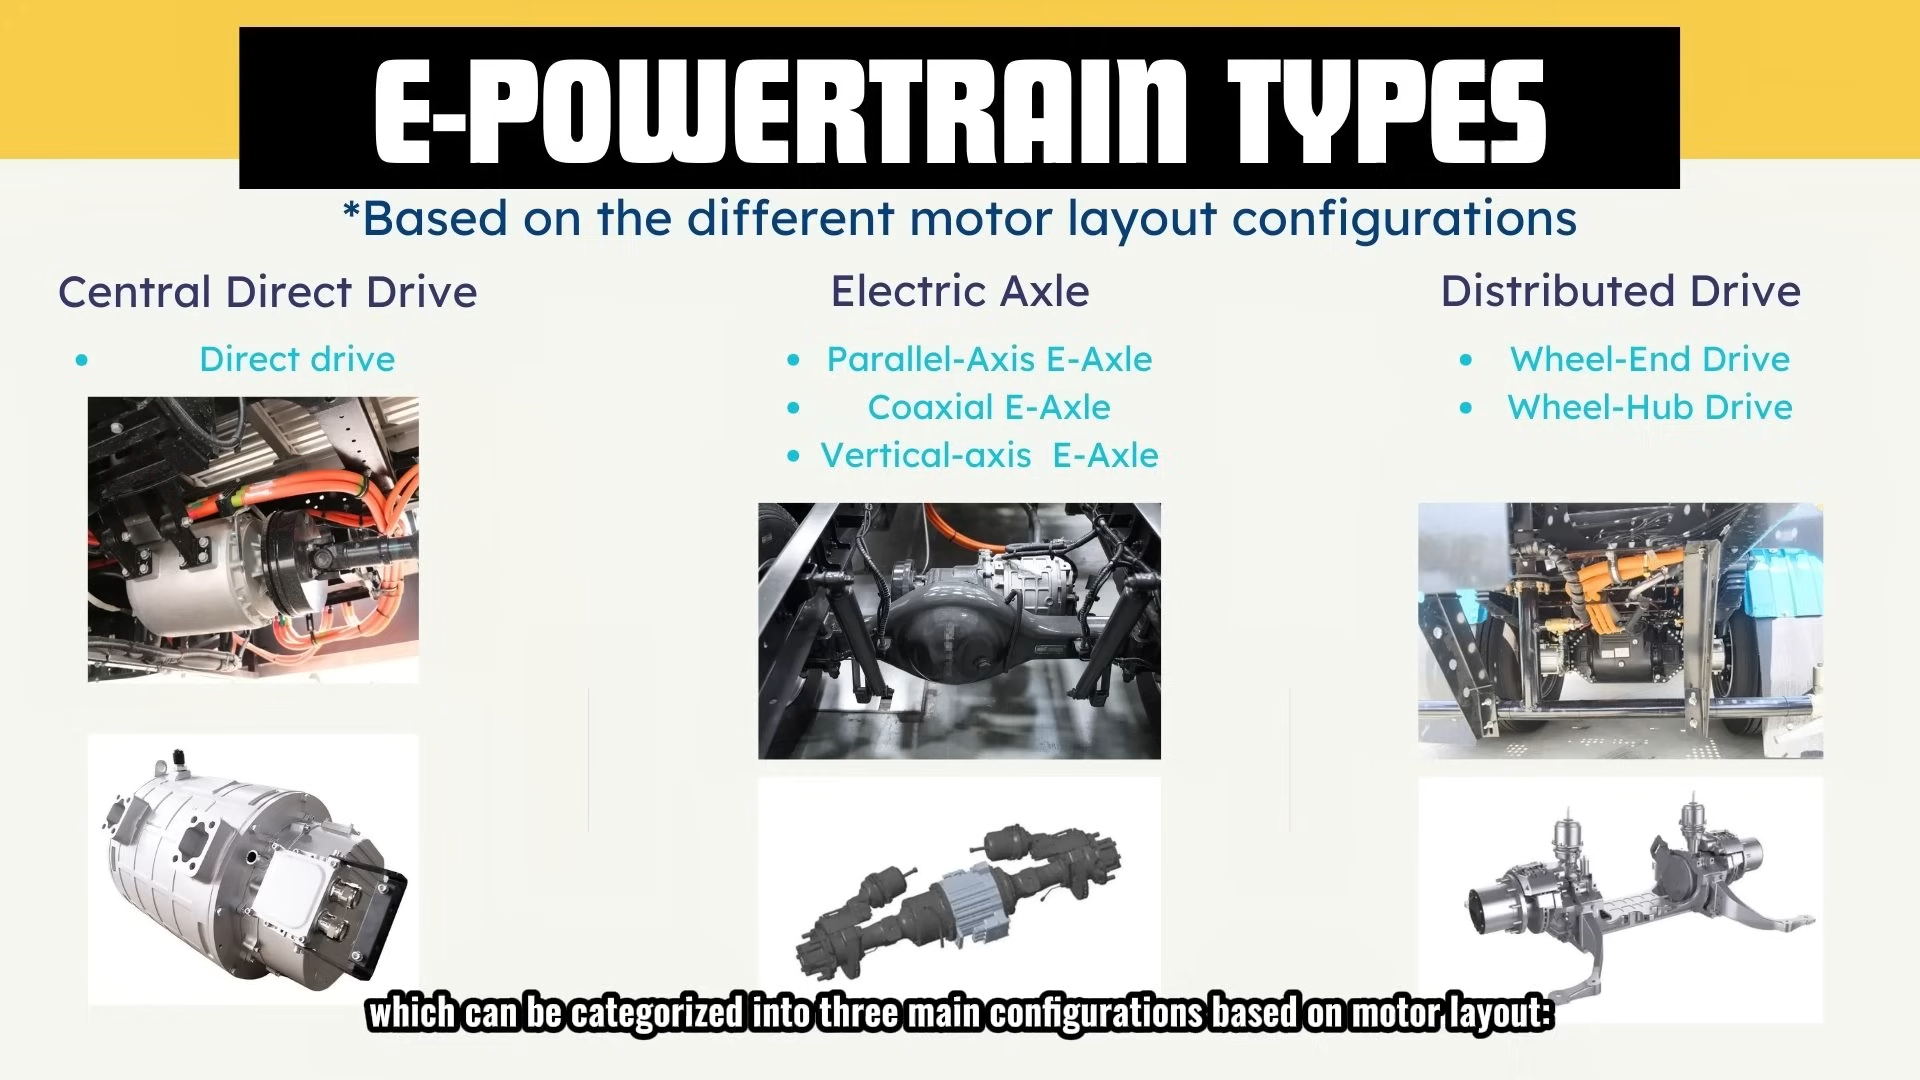 E-POWERTRAIN TYPES
*Based on the different motor layout configurations
Central Direct Drive
• Direct drive
Electric Axle
• Parallel-Axis E-Axle
• Coaxial E-Axle
• Vertical-axis E-Axle
Distributed Drive
• Wheel-End Drive
• Wheel-Hub Drive
which can be categorized into three main configurations based on motor layout: